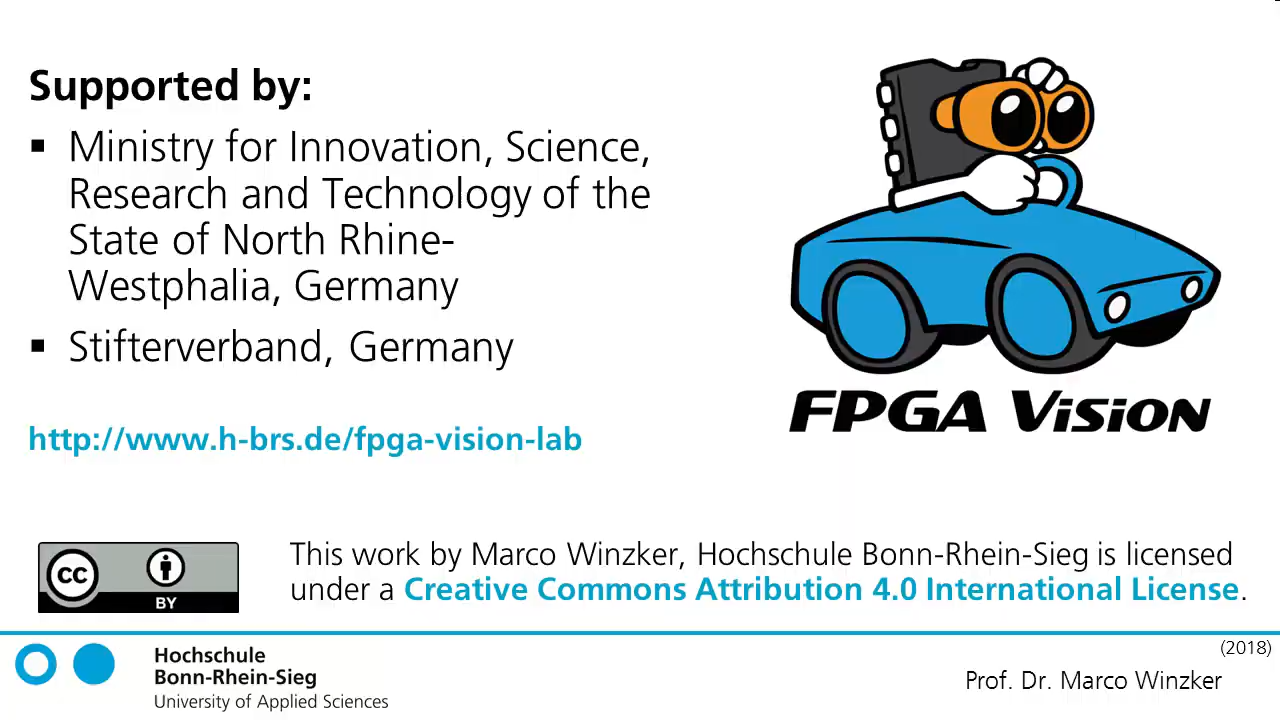 Supported by:
▪ Ministry for Innovation, Science,
Research and Technology of the
State of North Rhine-
Westphalia, Germany
▪ Stifterverband, Germany
http://www.h-brs.de/fpga-vision-lab
FPGA Vision
cc
BY
This work by Marco Winzker, Hochschule Bonn-Rhein-Sieg is licensed
under a Creative Commons Attribution 4.0 International License.
(2018)
Hochschule
Bonn-Rhein-Sieg
University of Applied Sciences
Prof. Dr. Marco Winzker